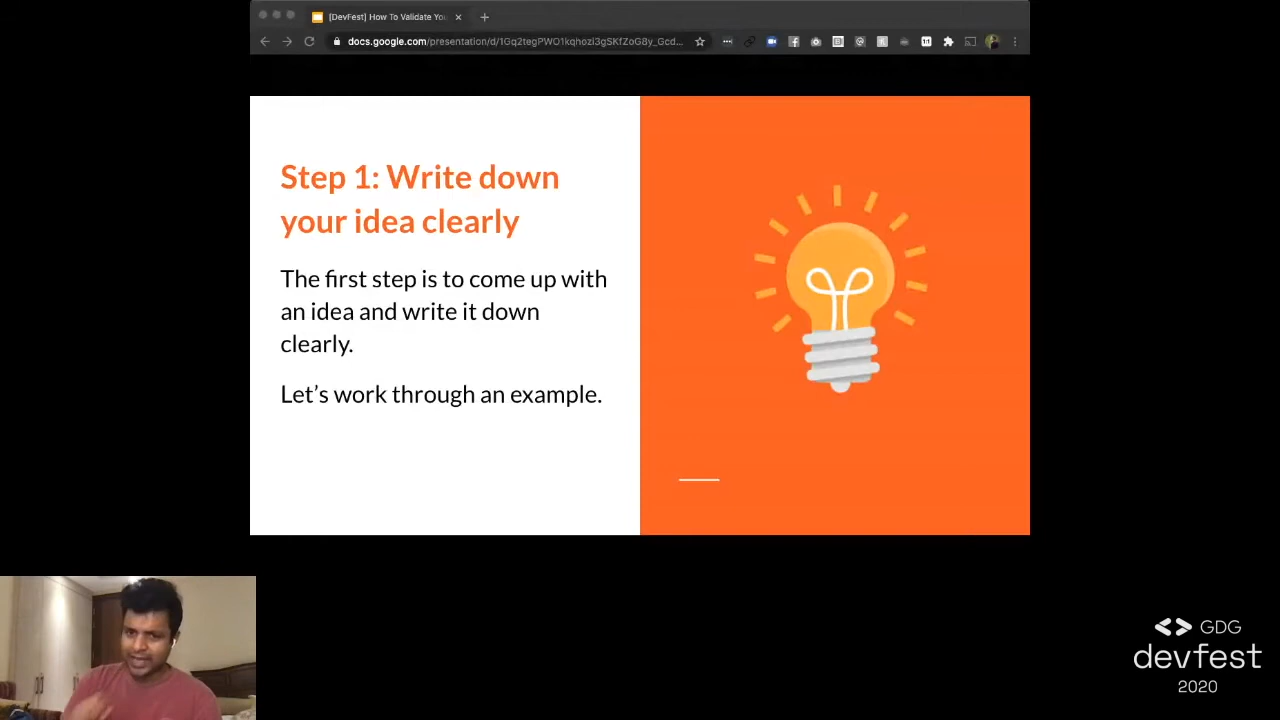 [DevFest] How To Validate You
docs.google.com/presentation/d/1Gq2tegPWO1kqhozi3gSKfZoG8y_Gcd...
Step 1: Write down
your idea clearly
The first step is to come up with
an idea and write it down
clearly.
Let's work through an example.
GDG
devfest
2020